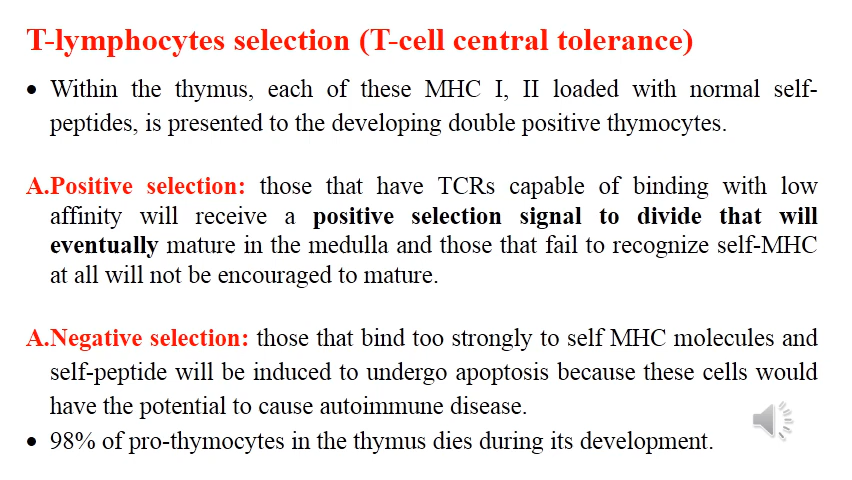 T-lymphocytes selection (T-cell central tolerance)
• Within the thymus, each of these MHC I, II loaded with normal self-
peptides, is presented to the developing double positive thymocytes.
A.Positive selection: those that have TCRs capable of binding with low
affinity will receive a positive selection signal to divide that will
eventually mature in the medulla and those that fail to recognize self-MHC
at all will not be encouraged to mature.
A.Negative selection: those that bind too strongly to self MHC molecules and
self-peptide will be induced to undergo apoptosis because these cells would
have the potential to cause autoimmune disease.
• 98% of pro-thymocytes in the thymus dies during its development.